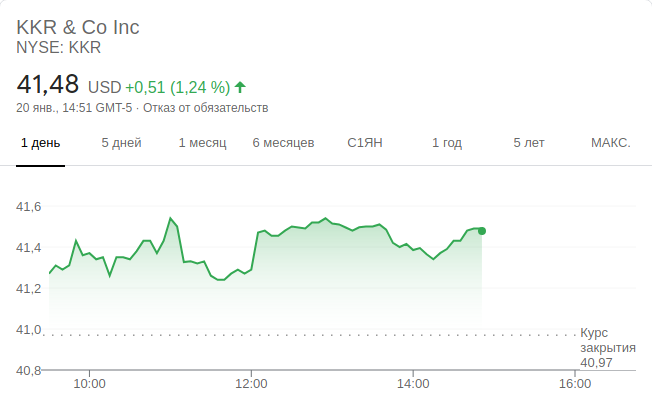 KKR & Co Inc
NYSE: KKR
41,48 USD +0,51 (1,24 %)
20 янв., 14:51 GMT-5 · Отказ от обязательств
1 день 5 дней 1 месяц 6 месяцев С1ЯН 1 год 5 лет МАКС.
41,6
41,4
41,2
41,0
Курс
закрытия
40,97
40,8
10:00 12:00 14:00 16:00